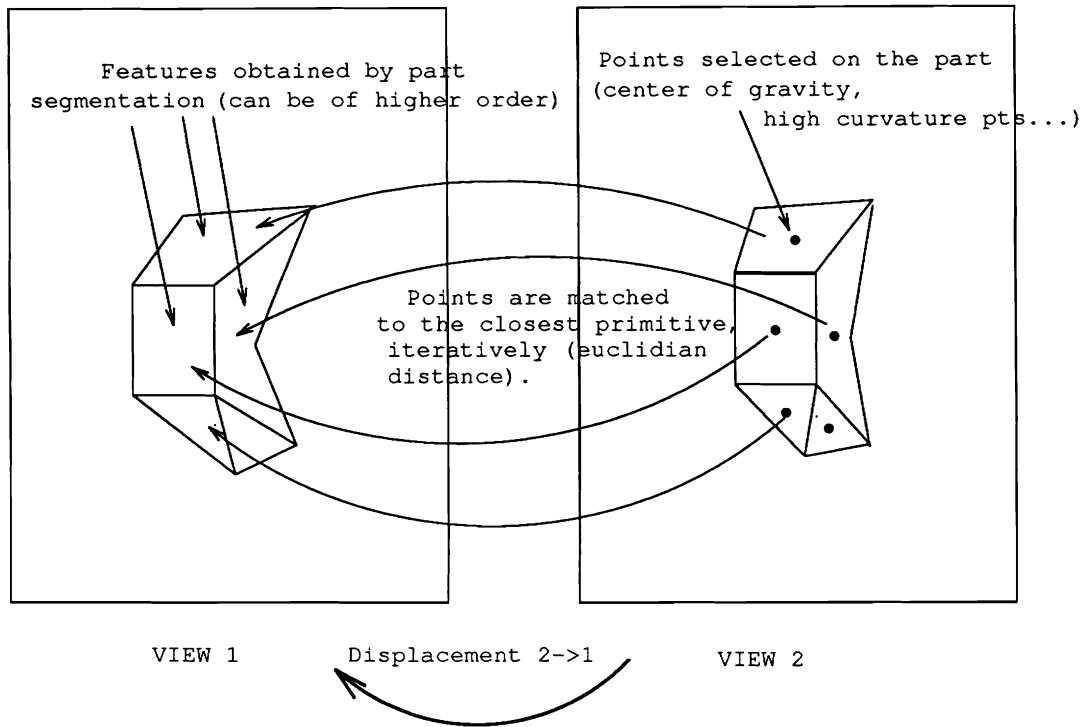 Features obtained by part
segmentation (can be of higher order)
Points selected on the part
(center of gravity,
high curvature pts...)
Points are matched
to the closest primitive,
iteratively (euclidian
distance).
VIEW 1
Displacement 2->1
VIEW 2